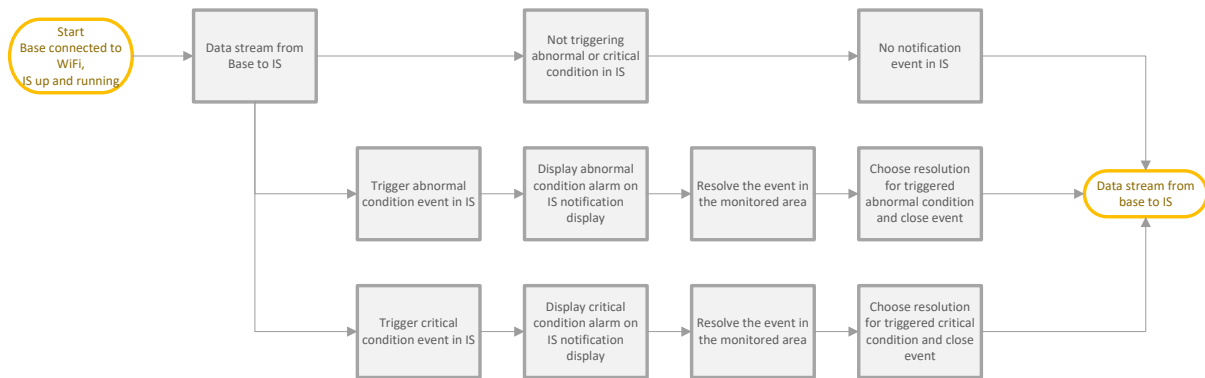 Start
Base connected to
WiFi,
IS up and running
Data stream from
Base to IS
Not triggering
abnormal or critical
condition in IS
No notification
event in IS
Trigger abnormal
condition event in IS
Display abnormal
condition alarm on
IS notification
display
Resolve the event in
the monitored area
Choose resolution
for triggered
abnormal condition
and close event
Data stream from
base to IS
Trigger critical
condition event in IS
Display critical
condition alarm on
IS notification
display
Resolve the event in
the monitored area
Choose resolution
for triggered critical
condition and close
event